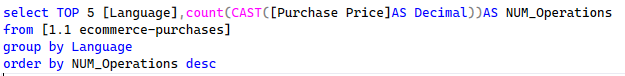 select TOP 5 [Language],count(CAST([Purchase Price]AS Decimal))AS NUM_Operations
from [1.1 ecommerce-purchases]
group by Language
order by NUM_Operations desc